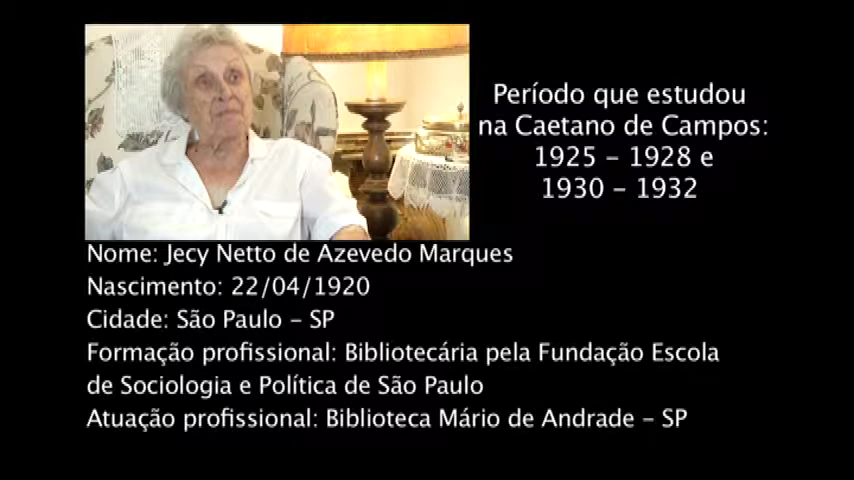 Período que estudou
na Caetano de Campos:
1925 – 1928 e
1930 – 1932
Nome: Jecy Netto de Azevedo Marques
Nascimento: 22/04/1920
Cidade: São Paulo – SP
Formação profissional: Bibliotecária pela Fundação Escola
de Sociologia e Política de São Paulo
Atuação profissional: Biblioteca Mário de Andrade – SP